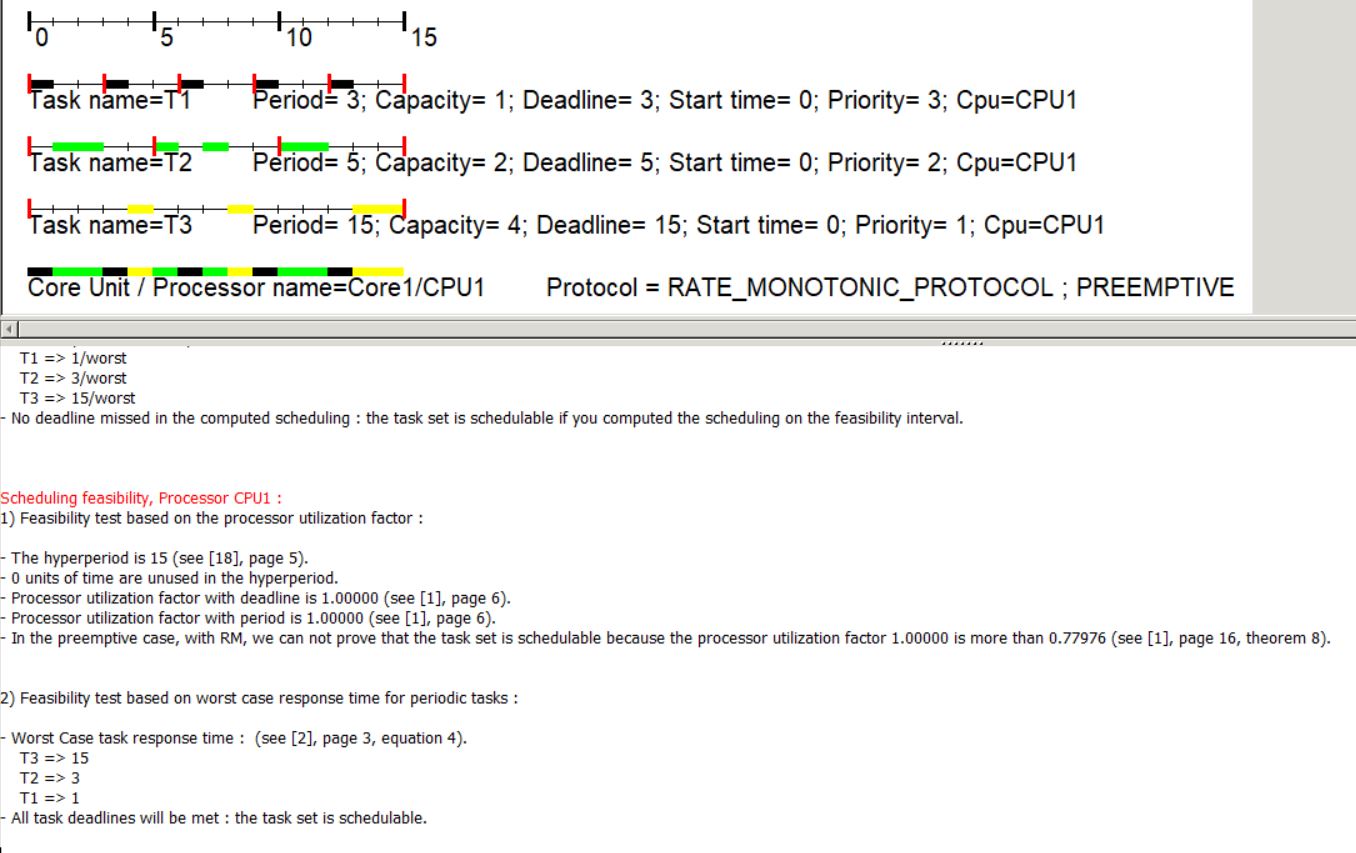 0 5 10 15
Task name=T1 Period= 3; Capacity= 1; Deadline= 3; Start time= 0; Priority= 3; Cpu=CPU1
Task name=T2 Period= 5; Capacity= 2; Deadline= 5; Start time= 0; Priority= 2; Cpu=CPU1
Task name=T3 Period= 15; Capacity= 4; Deadline= 15; Start time= 0; Priority= 1; Cpu=CPU1
Core Unit / Processor name=Core1/CPU1 Protocol = RATE_MONOTONIC_PROTOCOL ; PREEMPTIVE
T1 => 1/worst
T2 => 3/worst
T3 => 15/worst
- No deadline missed in the computed scheduling : the task set is schedulable if you computed the scheduling on the feasibility interval.
Scheduling feasibility, Processor CPU1 :
1) Feasibility test based on the processor utilization factor :
- The hyperperiod is 15 (see [18], page 5).
- 0 units of time are unused in the hyperperiod.
- Processor utilization factor with deadline is 1.00000 (see [1], page 6).
- Processor utilization factor with period is 1.00000 (see [1], page 6).
- In the preemptive case, with RM, we can not prove that the task set is schedulable because the processor utilization factor 1.00000 is more than 0.77976 (see [1], page 16, theorem 8).
2) Feasibility test based on worst case response time for periodic tasks :
- Worst Case task response time :  (see [2], page 3, equation 4).
T3 => 15
T2 => 3
T1 => 1
- All task deadlines will be met : the task set is schedulable.